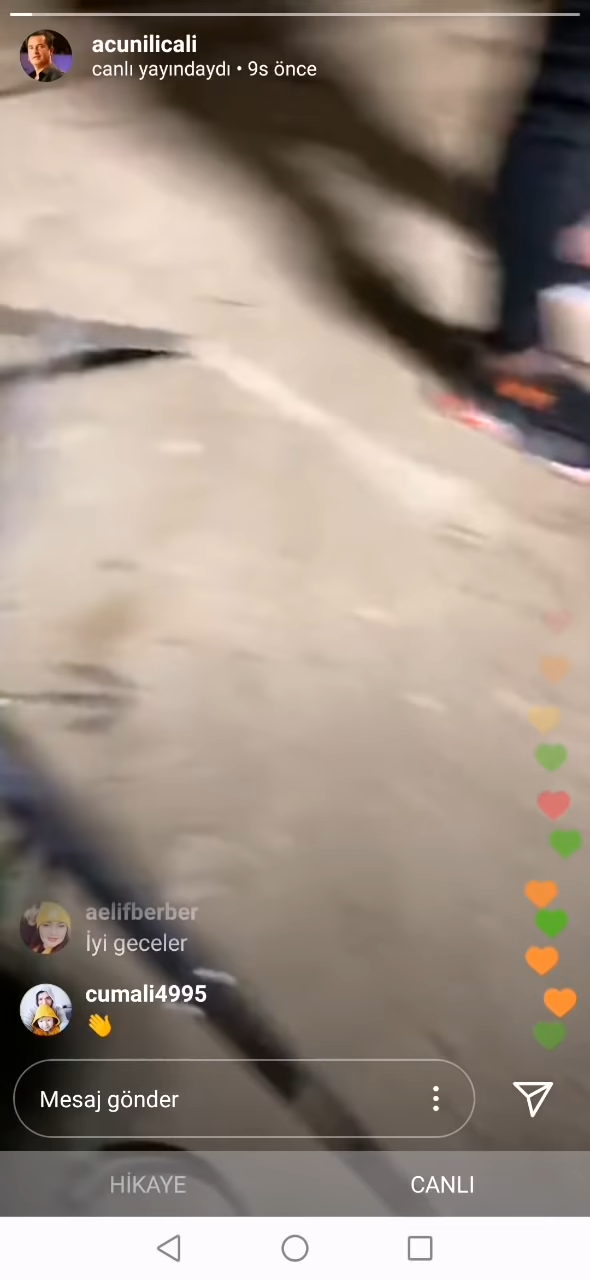 acunilicali
canlı yayındaydı • 9s önce
aelifberber
İyi geceler
cumali4995
👋
Mesaj gönder
HİKAYE
CANLI